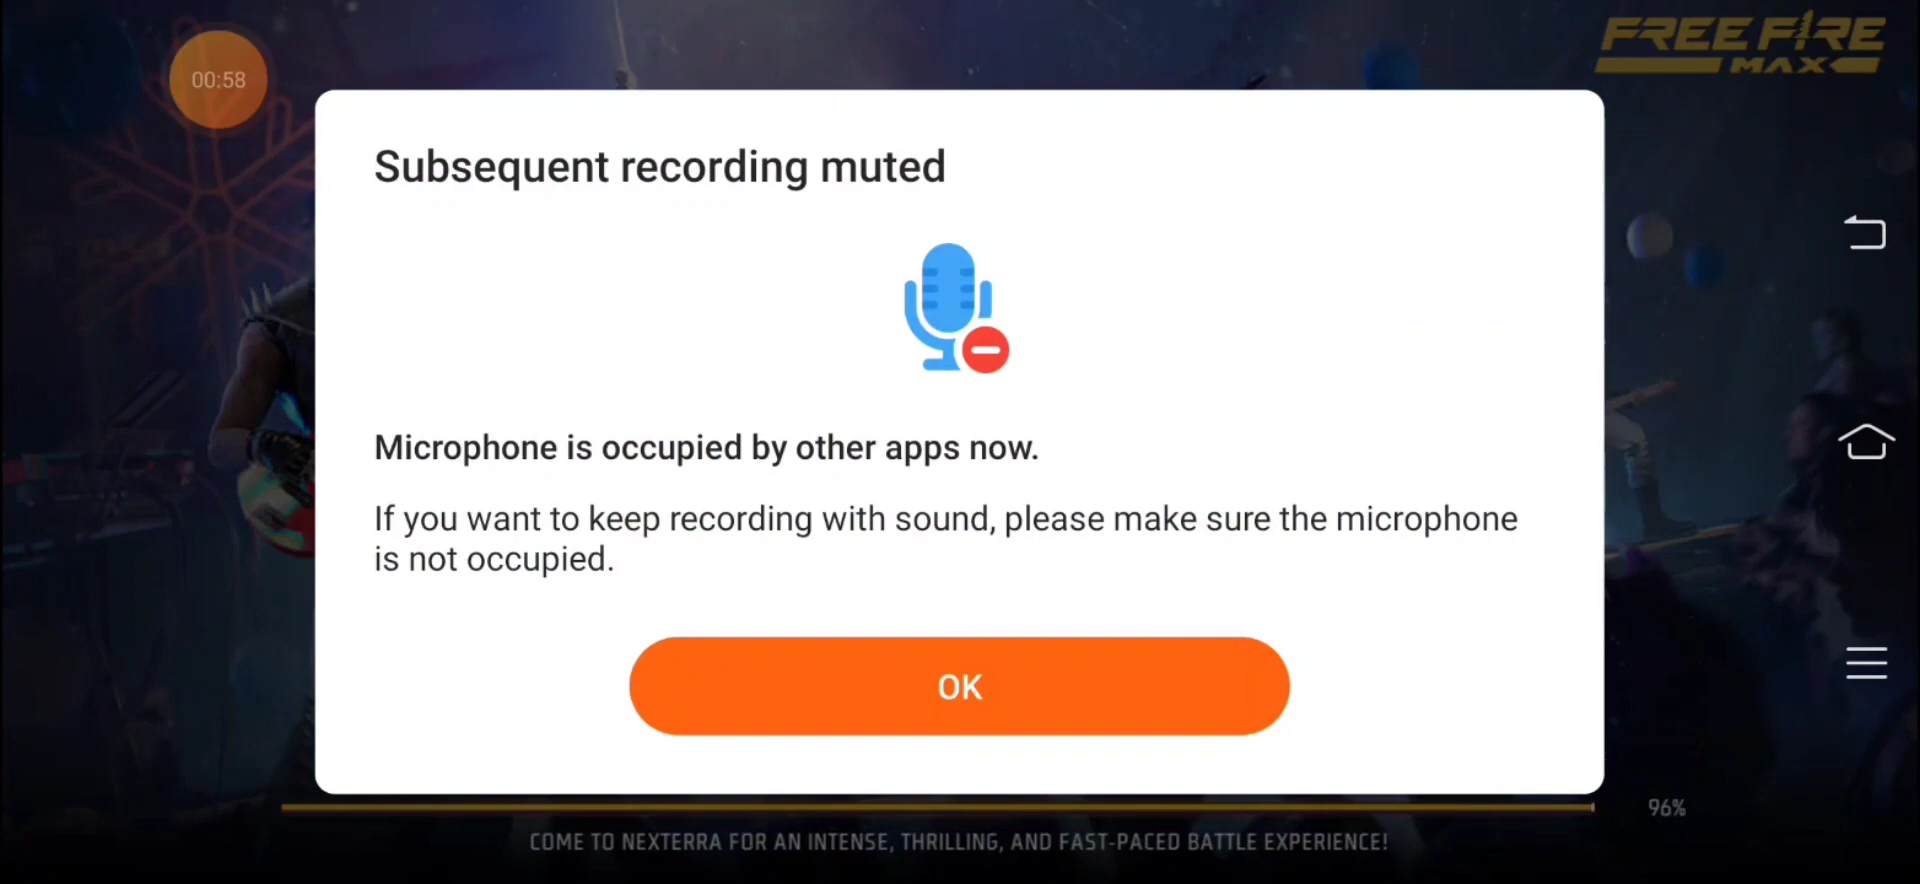 FREE FIRE
MAX
00:58
Subsequent recording muted
Microphone is occupied by other apps now.
If you want to keep recording with sound, please make sure the microphone
is not occupied.
OK
96%
COME TO NEXTERRA FOR AN INTENSE, THRILLING, AND FAST-PACED BATTLE EXPERIENCE!